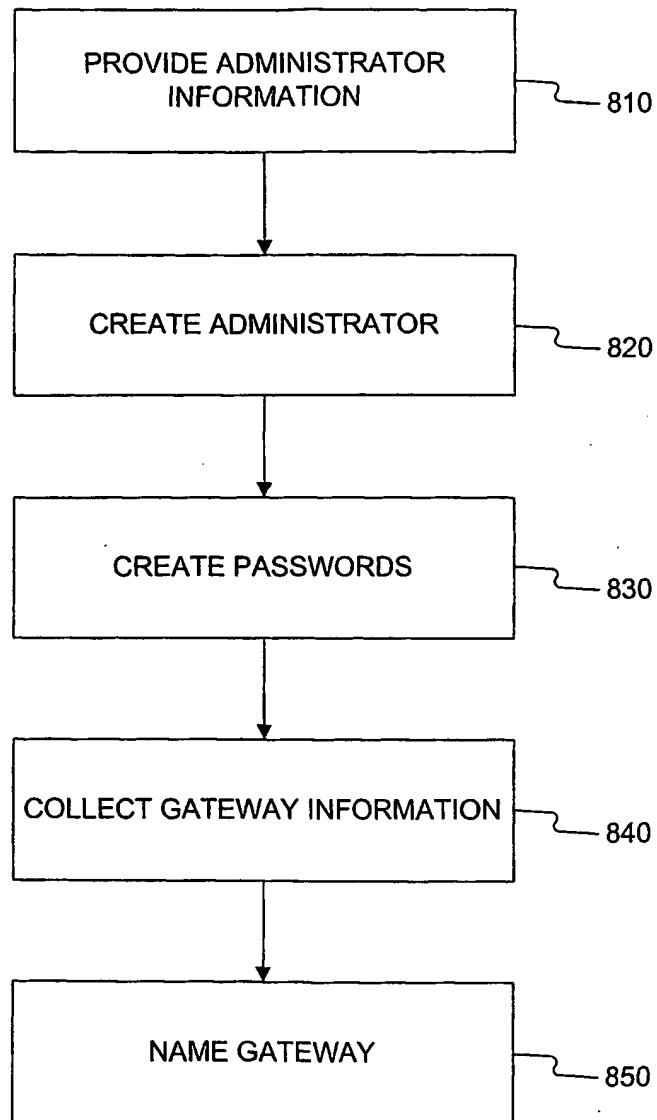 PROVIDE ADMINISTRATOR
INFORMATION
810
CREATE ADMINISTRATOR
820
CREATE PASSWORDS
830
COLLECT GATEWAY INFORMATION
840
NAME GATEWAY
850